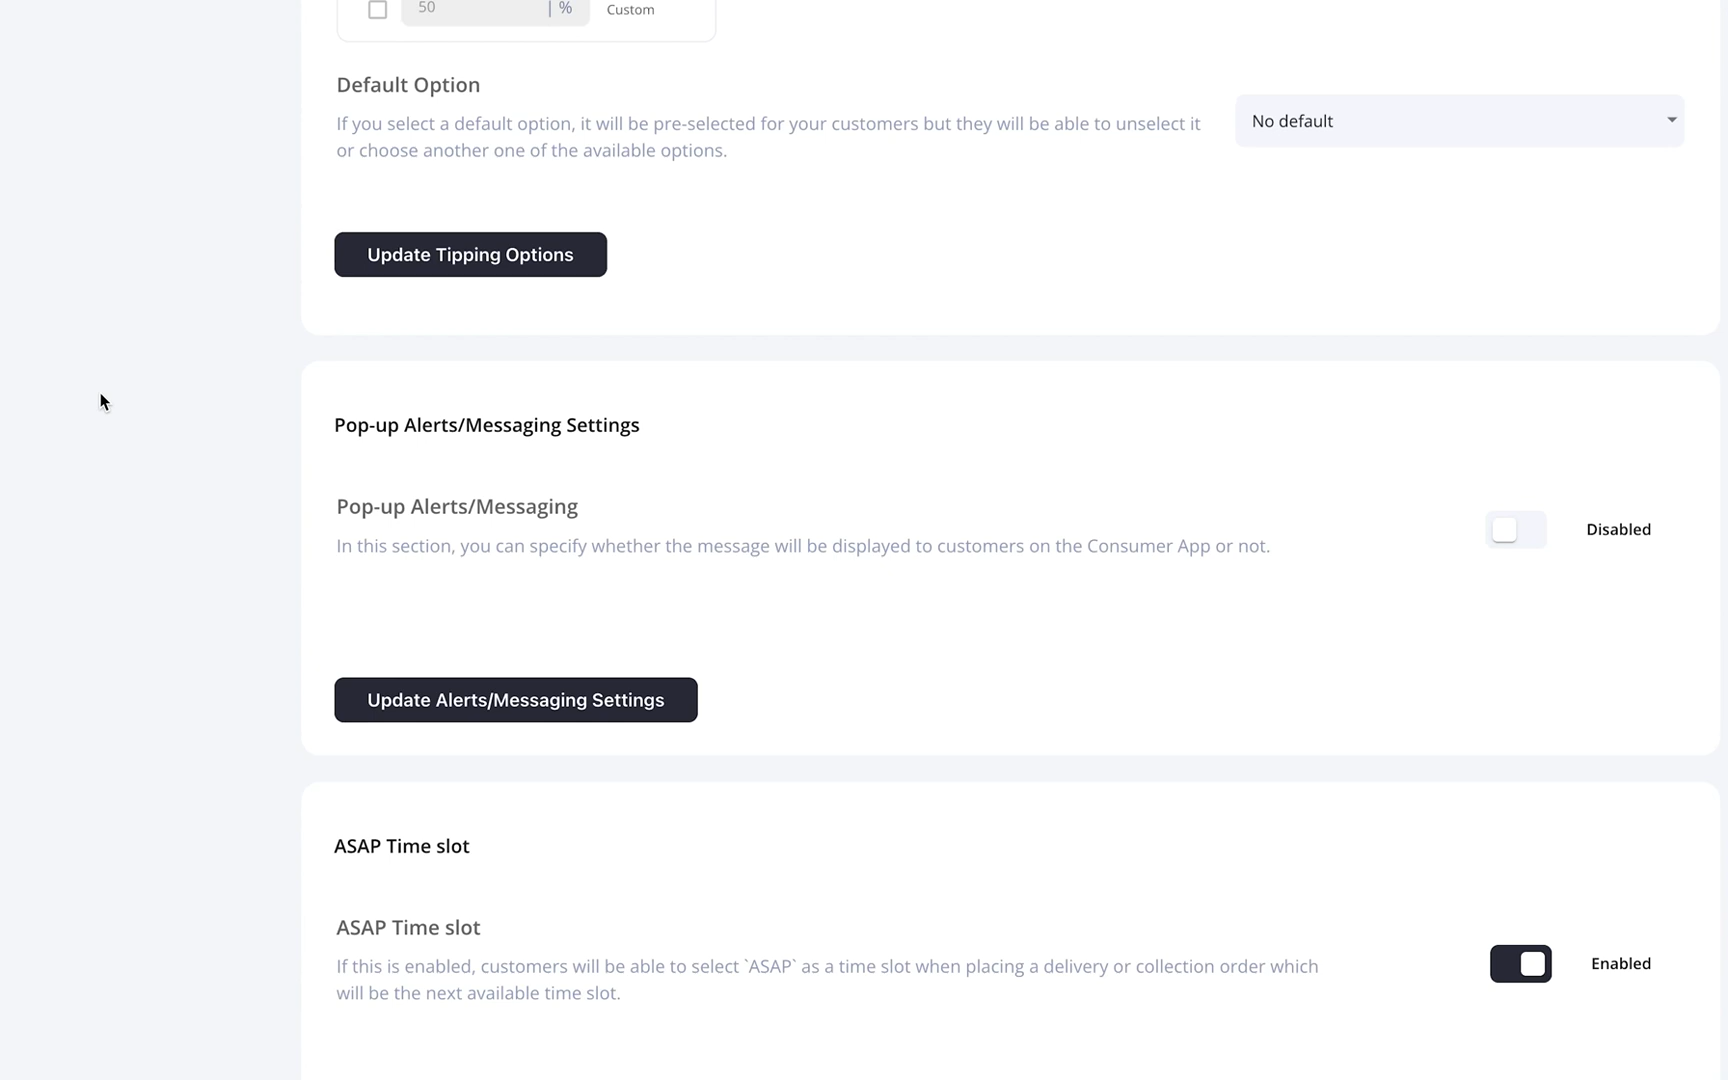 50 | % Custom
Default Option
If you select a default option, it will be pre-selected for your customers but they will be able to unselect it
or choose another one of the available options.
No default
Update Tipping Options
Pop-up Alerts/Messaging Settings
Pop-up Alerts/Messaging
In this section, you can specify whether the message will be displayed to customers on the Consumer App or not.
Disabled
Update Alerts/Messaging Settings
ASAP Time slot
ASAP Time slot
If this is enabled, customers will be able to select `ASAP` as a time slot when placing a delivery or collection order which
will be the next available time slot.
Enabled